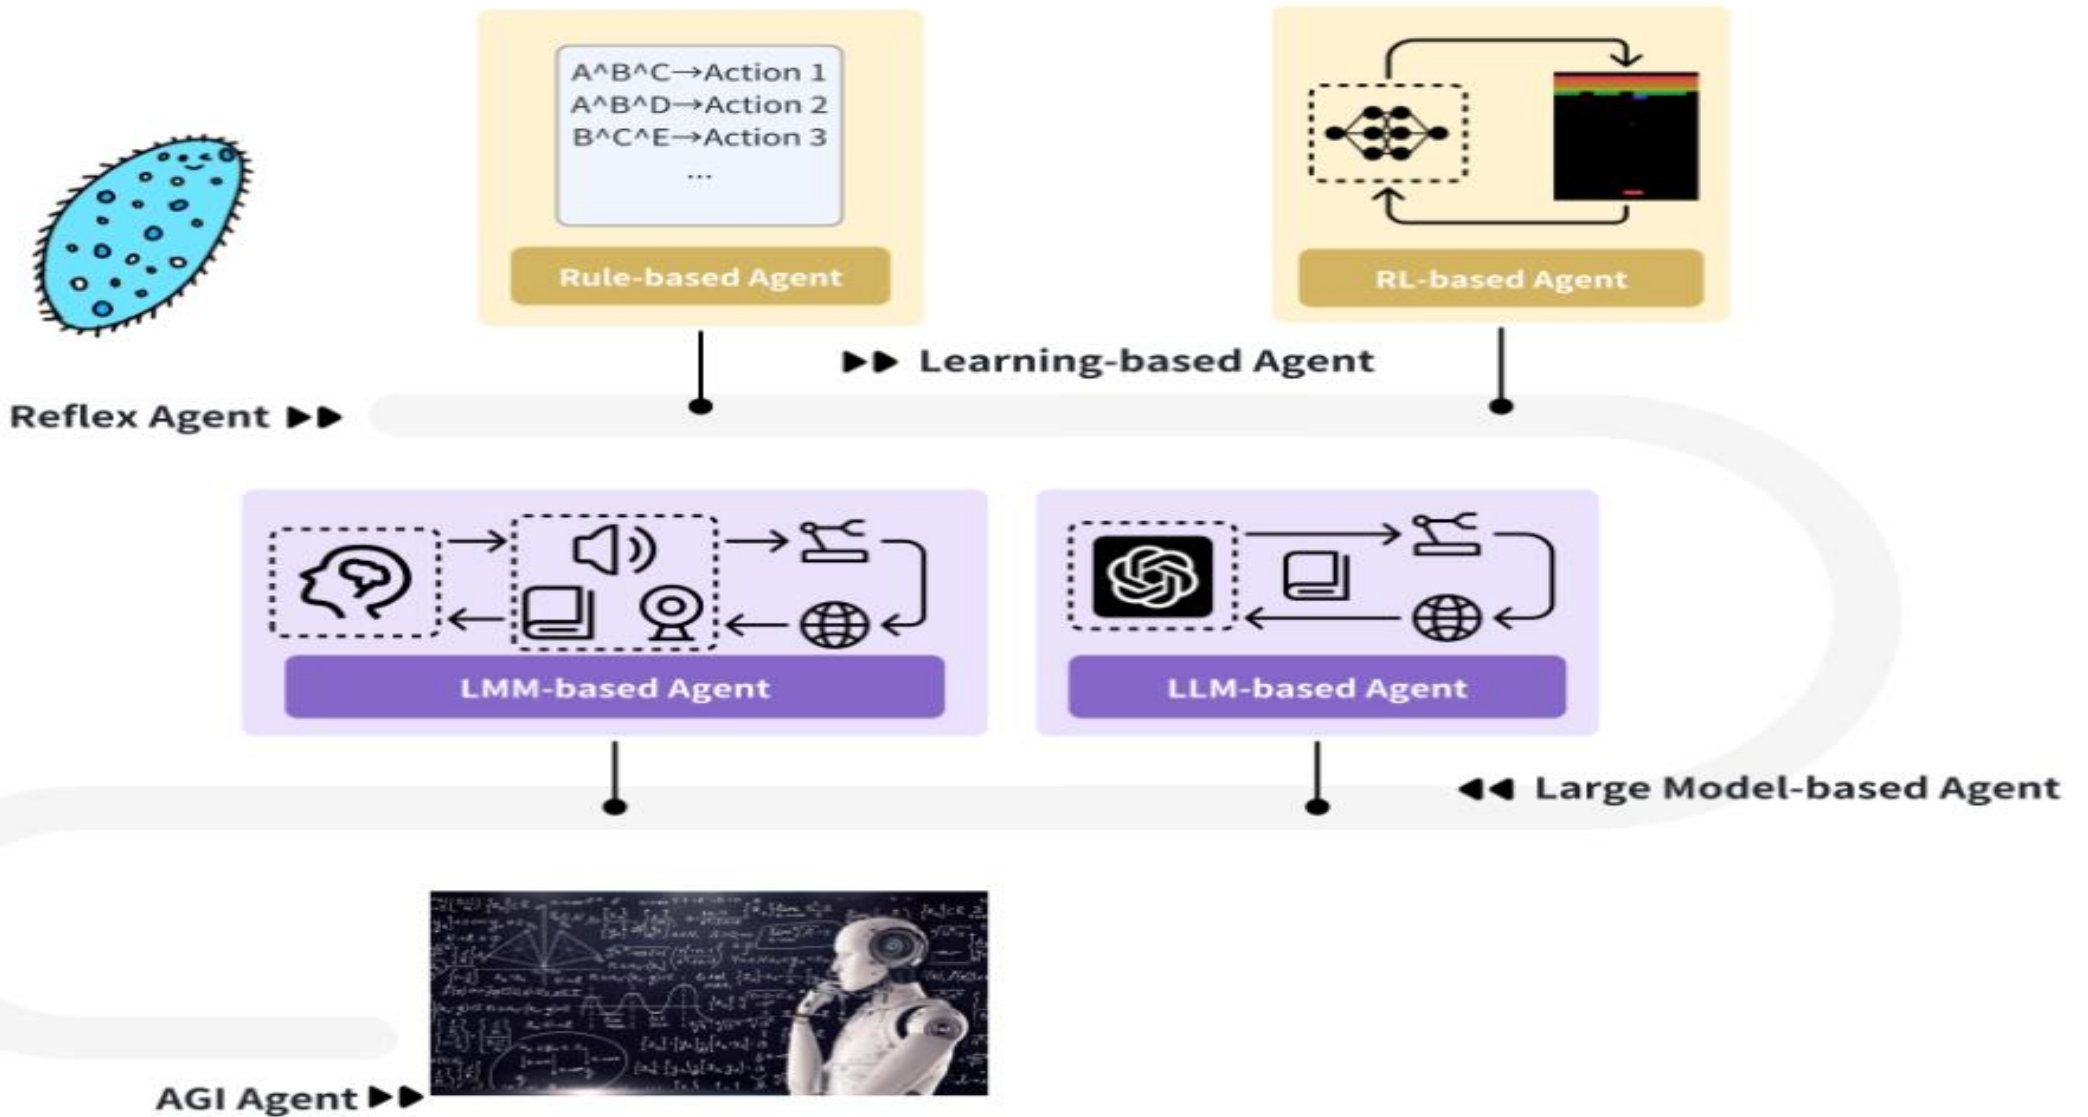 A^B^C→Action 1
A^B^D→Action 2
B^C^E→Action 3
...
Rule-based Agent
RL-based Agent
Learning-based Agent
Reflex Agent
LMM-based Agent
LLM-based Agent
Large Model-based Agent
AGI Agent